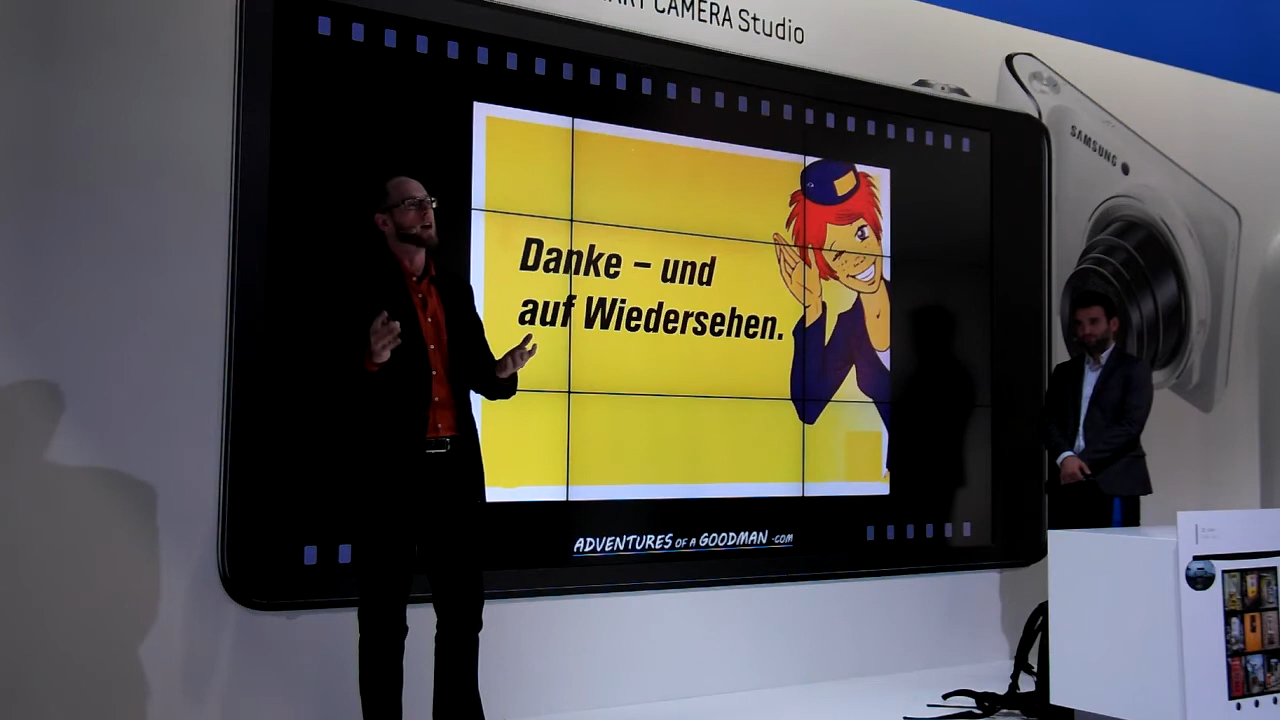 CAMERA Studio
SAMSUNG
Danke – und
auf Wiedersehen.
ADVENTURES OF A GOODMAN .COM